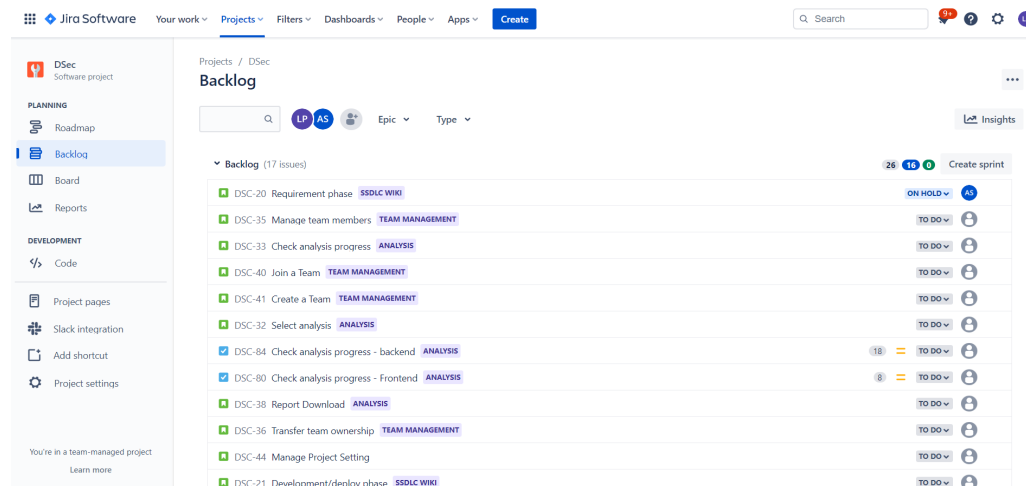 Jira Software Your work Projects Filters Dashboards People Apps Create Search 9+
DSec
Software project
PLANNING
Roadmap
Backlog
Board
Reports
DEVELOPMENT
Code
Project pages
Slack integration
Add shortcut
Project settings
You're in a team-managed project
Learn more
Projects / DSec
Backlog
LP AS Epic Type Insights
Backlog (17 issues) 26 16 0 Create sprint
DSC-20 Requirement phase SSDLC WIKI ON HOLD AS
DSC-35 Manage team members TEAM MANAGEMENT TO DO
DSC-33 Check analysis progress ANALYSIS TO DO
DSC-40 Join a Team TEAM MANAGEMENT TO DO
DSC-41 Create a Team TEAM MANAGEMENT TO DO
DSC-32 Select analysis ANALYSIS TO DO
DSC-84 Check analysis progress - backend ANALYSIS 18 TO DO
DSC-80 Check analysis progress - Frontend ANALYSIS 8 TO DO
DSC-38 Report Download ANALYSIS TO DO
DSC-36 Transfer team ownership TEAM MANAGEMENT TO DO
DSC-44 Manage Project Setting TO DO
DSC-21 Development/deploy phase SSDLC WIKI TO DO